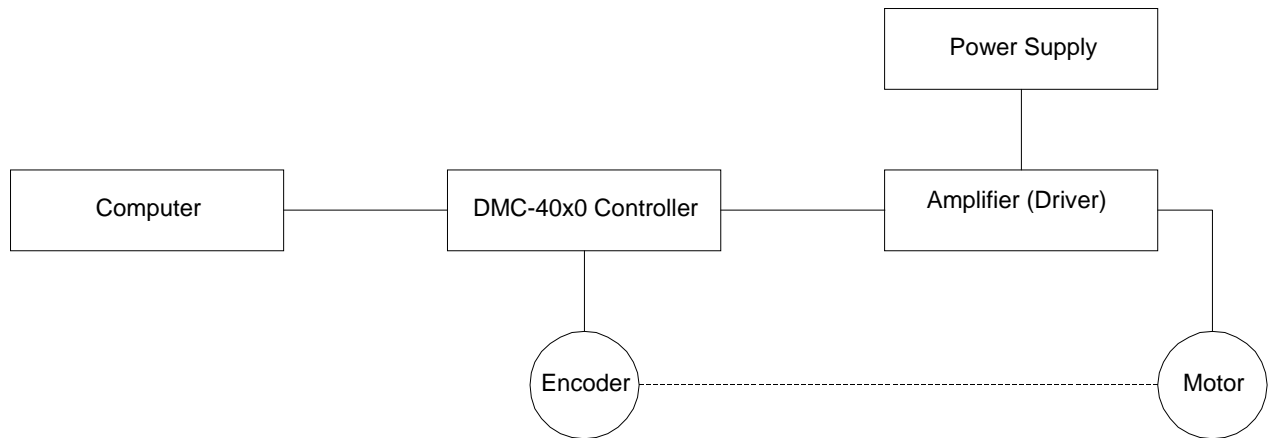 Power Supply
Computer
DMC-40x0 Controller
Amplifier (Driver)
Encoder
Motor